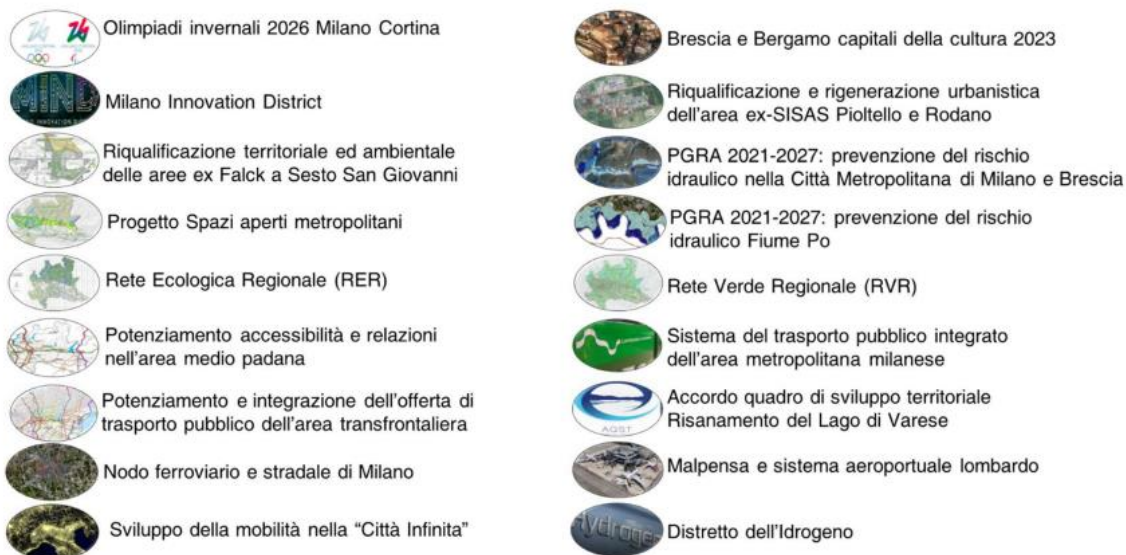 Olimpiadi invernali 2026 Milano Cortina
MIND
Milano Innovation District
Riqualificazione territoriale ed ambientale
delle aree ex Falck a Sesto San Giovanni
Progetto Spazi aperti metropolitani
Rete Ecologica Regionale (RER)
Potenziamento accessibilità e relazioni
nell'area medio padana
Potenziamento e integrazione dell'offerta di
trasporto pubblico dell'area transfrontaliera
Nodo ferroviario e stradale di Milano
Sviluppo della mobilità nella “Città Infinita”
Brescia e Bergamo capitali della cultura 2023
Riqualificazione e rigenerazione urbanistica
dell'area ex-SISAS Pioltello e Rodano
PGRA 2021-2027: prevenzione del rischio
idraulico nella Città Metropolitana di Milano e Brescia
PGRA 2021-2027: prevenzione del rischio
idraulico Fiume Po
Rete Verde Regionale (RVR)
Sistema del trasporto pubblico integrato
dell'area metropolitana milanese
AQST
Accordo quadro di sviluppo territoriale
Risanamento del Lago di Varese
Malpensa e sistema aeroportuale lombardo
Hydroge
Distretto dell'Idrogeno